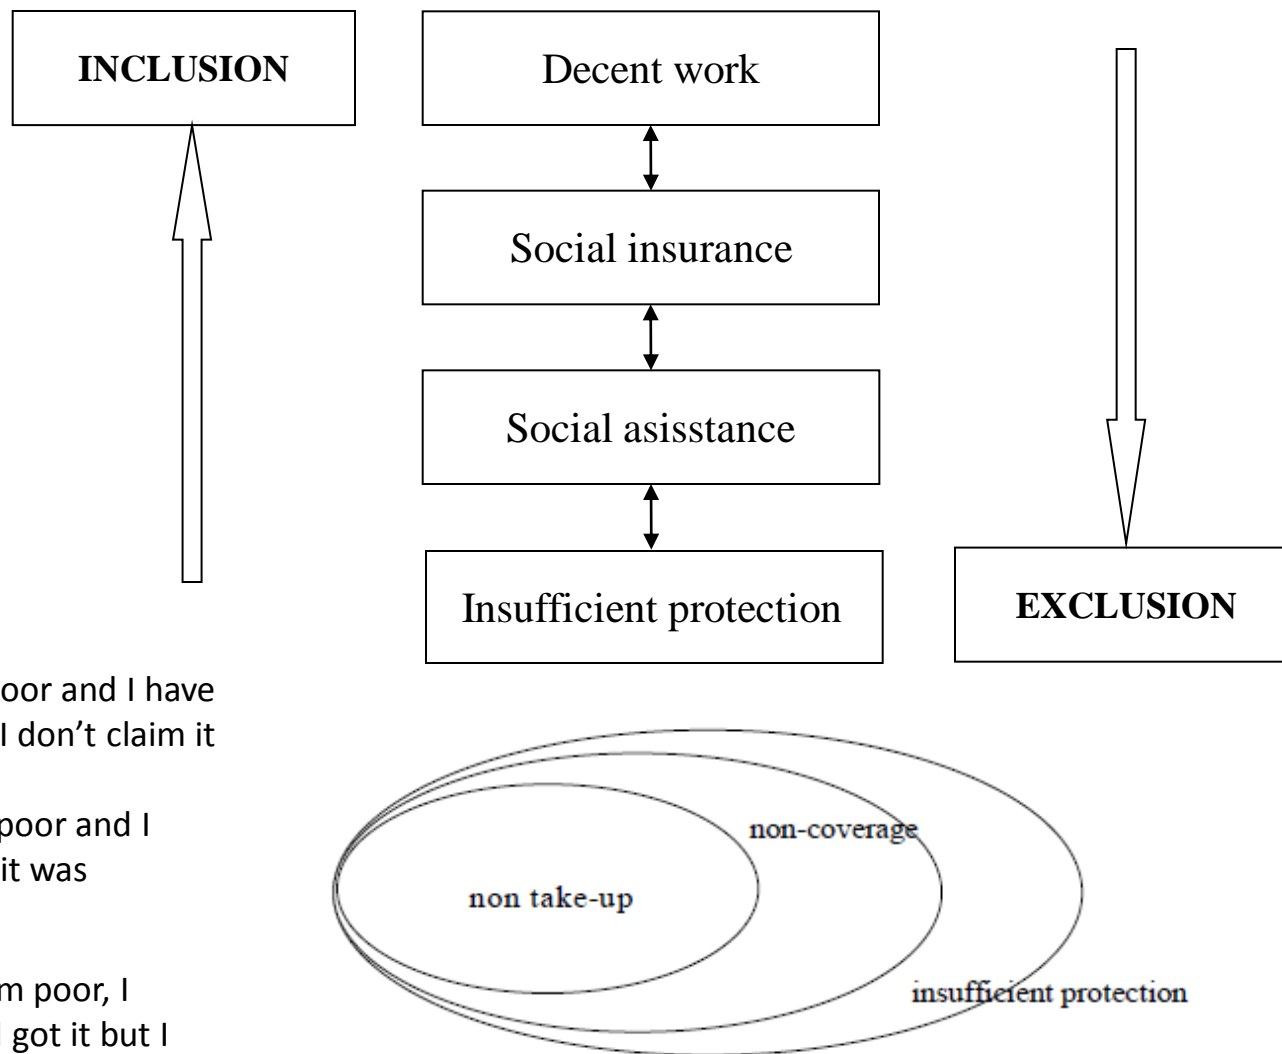 INCLUSION
Decent work
Social insurance
Social asisstance
Insufficient protection
EXCLUSION
oor and I have
I don’t claim it
poor and I
it was
m poor, I
I got it but I
non-coverage
non take-up
insufficient protection